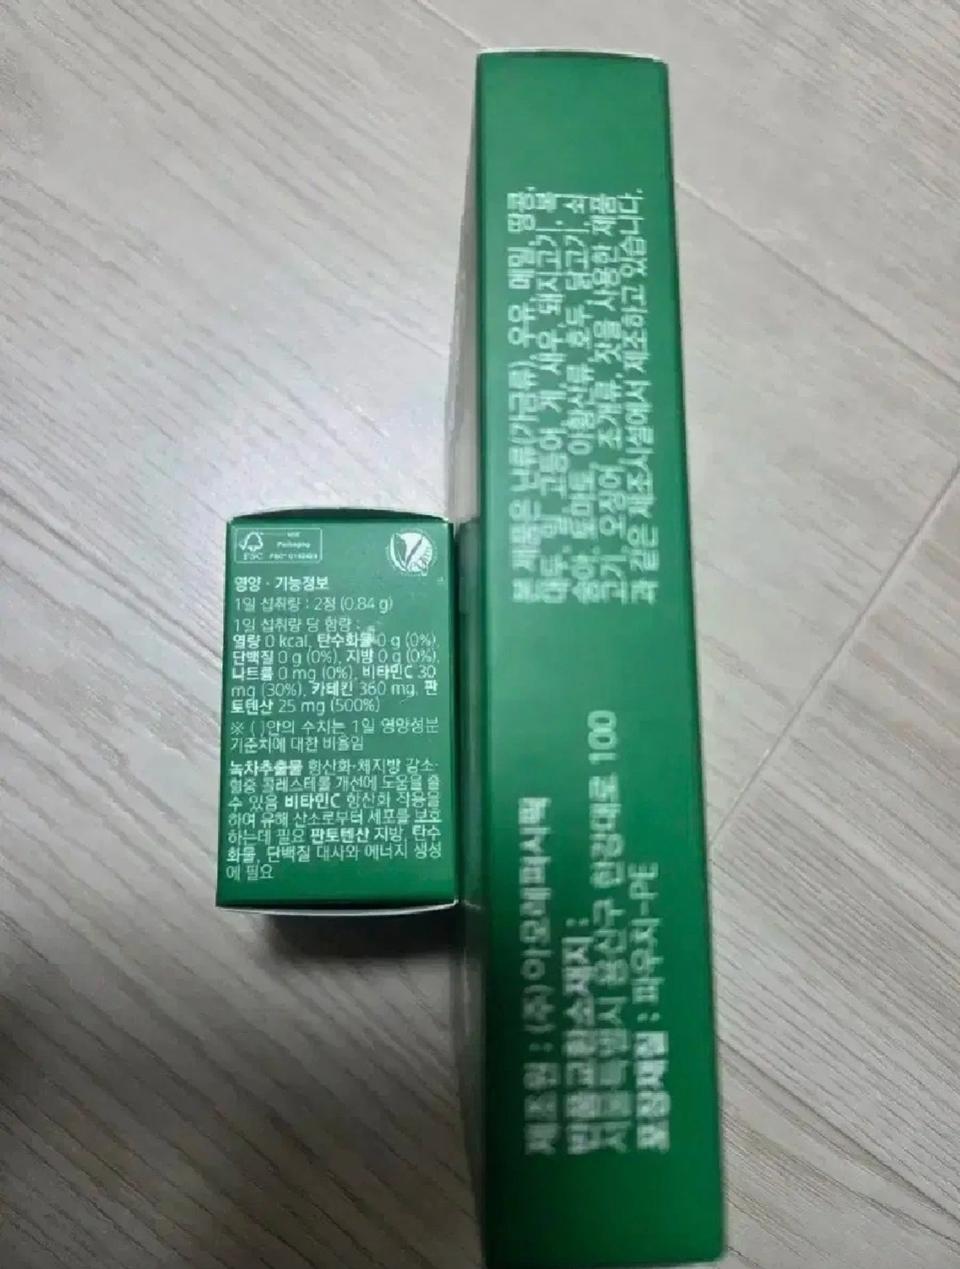 FSC
MIX
Packaging
영양 · 기능정보
1일 섭취량 : 2정 (0.84 g)
1일 섭취량 당 함량 :
열량 0 kcal, 탄수화물 0 g (0%),
단백질 0 g (0%), 지방 0 g (0%),
나트륨 0 mg (0%), 비타민C 30
mg (30%), 카테킨 360 mg, 판
토텐산 25 mg (500%)
※ ( )안의 수치는 1일 영양성분
기준치에 대한 비율임
녹차추출물 항산화·체지방 감소·
혈중 콜레스테롤 개선에 도움을 줄
수 있음 비타민C 항산화 작용을
하여 유해 산소로부터 세포를 보호
하는데 필요 판토텐산 지방, 탄수
화물, 단백질 대사와 에너지 생성
에 필요
본 제품은 난류(가금류), 우유, 메밀, 땅콩,
대두, 밀, 고등어, 게, 새우, 돼지고기, 복
숭아, 토마토, 아황산류, 호두, 닭고기, 쇠
고기, 오징어, 조개류, 잣을 사용한 제품
과 같은 제조시설에서 제조하고 있습니다.
제조원 : (주)아모레퍼시픽
반품교환소재지 :
서울특별시 용산구 한강대로 100
포장재질 : 파우치-PE